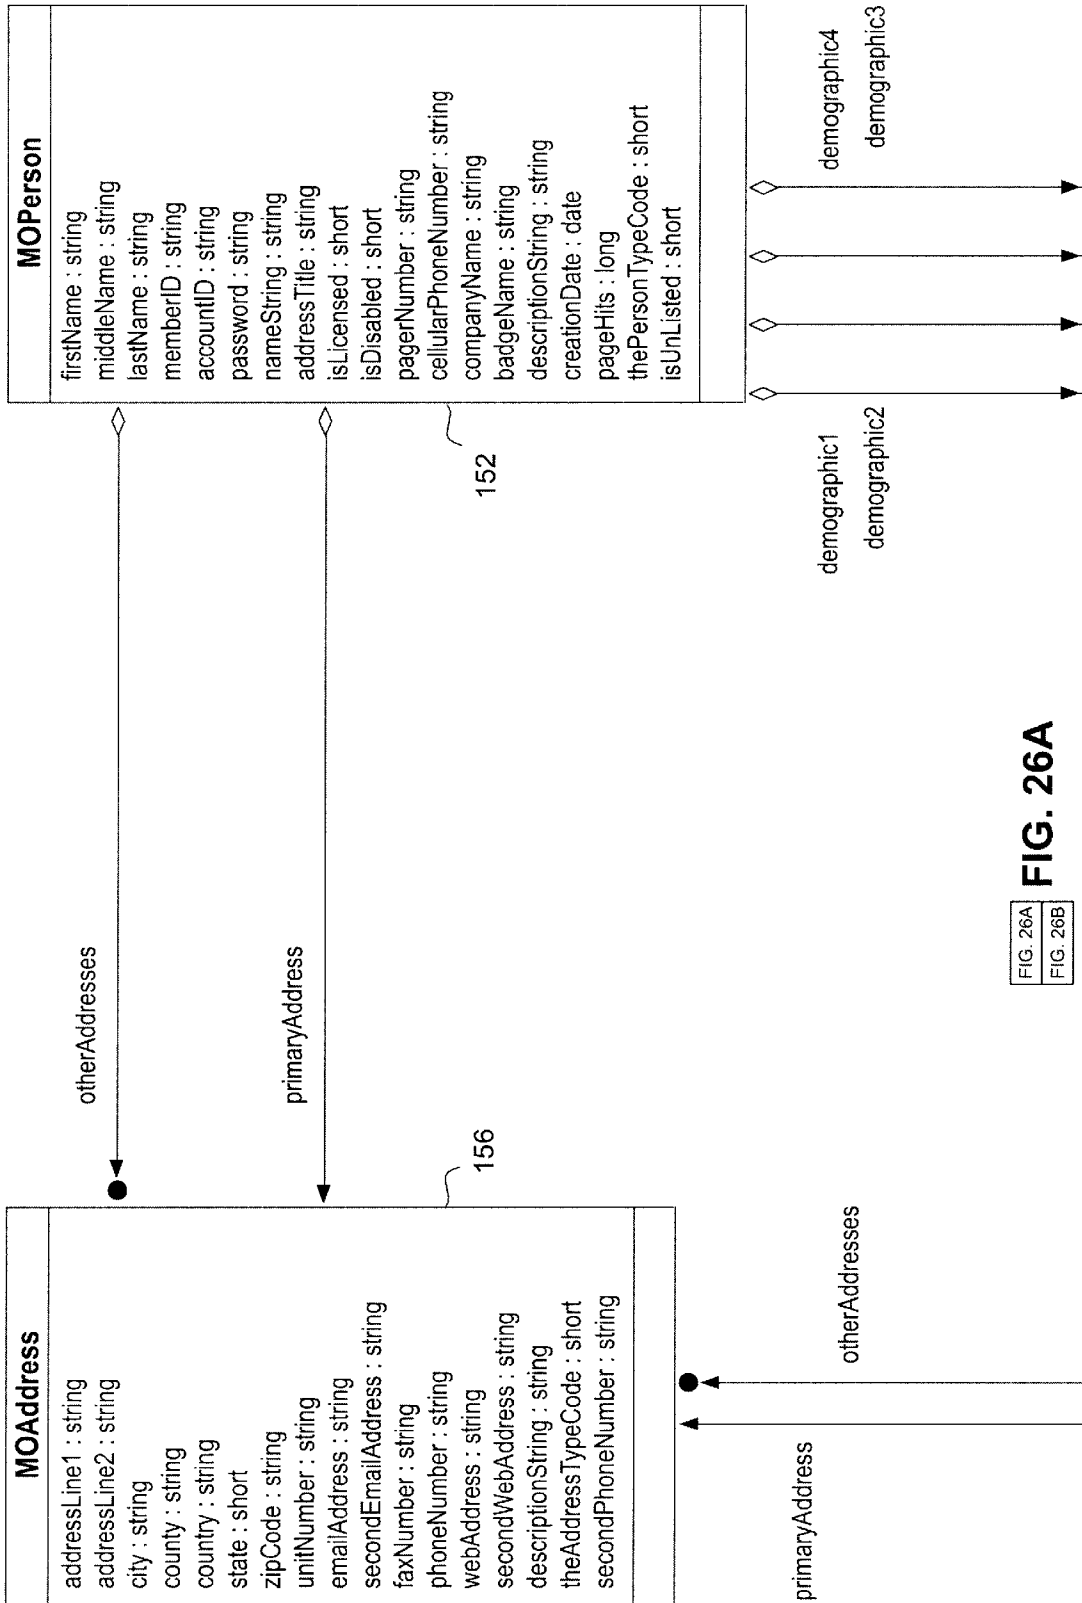 MOAddress
addressLine1 : string
addressLine2 : string
city : string
county : string
country : string
state : short
zipCode : string
unitNumber : string
emailAddress : string
secondEmailAddress : string
faxNumber : string
phoneNumber : string
webAddress : string
secondWebAddress : string
descriptionString : string
theAddressTypeCode : short
secondPhoneNumber : string
156
otherAddresses
primaryAddress
MOPerson
firstName : string
middleName : string
lastName : string
memberID : string
accountID : string
password : string
nameString : string
addressTitle : string
isLicensed : short
isDisabled : short
pagerNumber : string
cellularPhoneNumber : string
companyName : string
badgeName : string
descriptionString : string
creationDate : date
pageHits : long
thePersonTypeCode : short
isUnListed : short
152
primaryAddress
otherAddresses
demographic1
demographic2
demographic4
demographic3
FIG. 26A
FIG. 26B
FIG. 26A